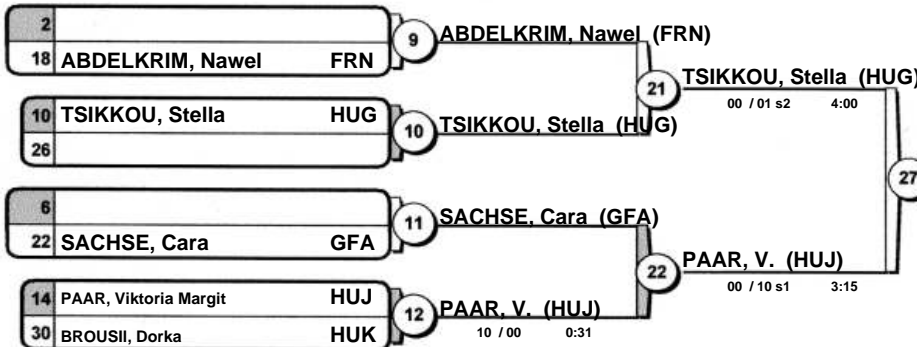 2
18 ABDELKRIM, Nawel FRN
9
ABDELKRIM, Nawel (FRN)
21
TSIKKOU, Stella (HUG)
00 / 01 s2 4:00
10 TSIKKOU, Stella HUG
26
10
TSIKKOU, Stella (HUG)
27
6
22 SACHSE, Cara GFA
11
SACHSE, Cara (GFA)
22
PAAR, V. (HUJ)
00 / 10 s1 3:15
14 PAAR, Viktoria Margit HUJ
30 BROUSII, Dorka HUK
12
PAAR, V. (HUJ)
10 / 00 0:31